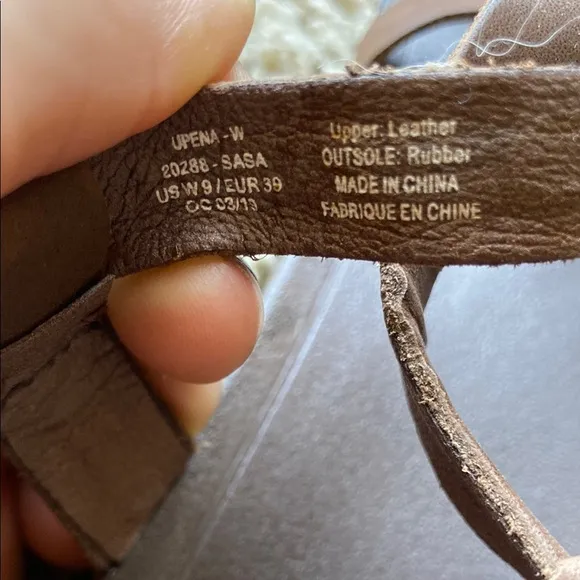 UPENA - W
20288 - SASA
US W 9 / EUR 39
OC 03/13
Upper: Leather
OUTSOLE: Rubber
MADE IN CHINA
FABRIQUE EN CHINE